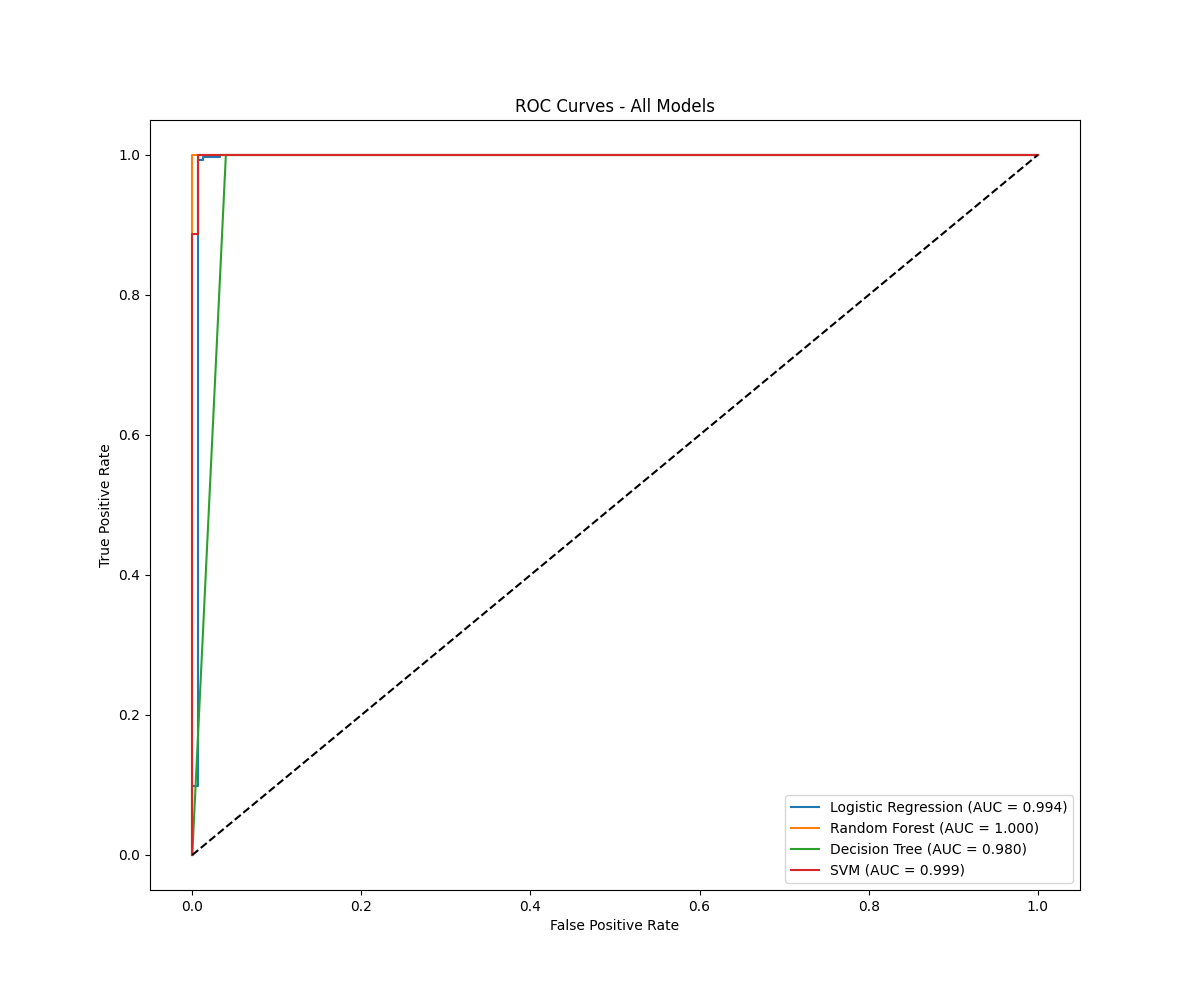 ROC Curves - All Models
True Positive Rate
1.0
0.8
0.6
0.4
0.2
0.0
0.0 0.2 0.4 0.6 0.8 1.0
False Positive Rate
Logistic Regression (AUC = 0.994)
Random Forest (AUC = 1.000)
Decision Tree (AUC = 0.980)
SVM (AUC = 0.999)